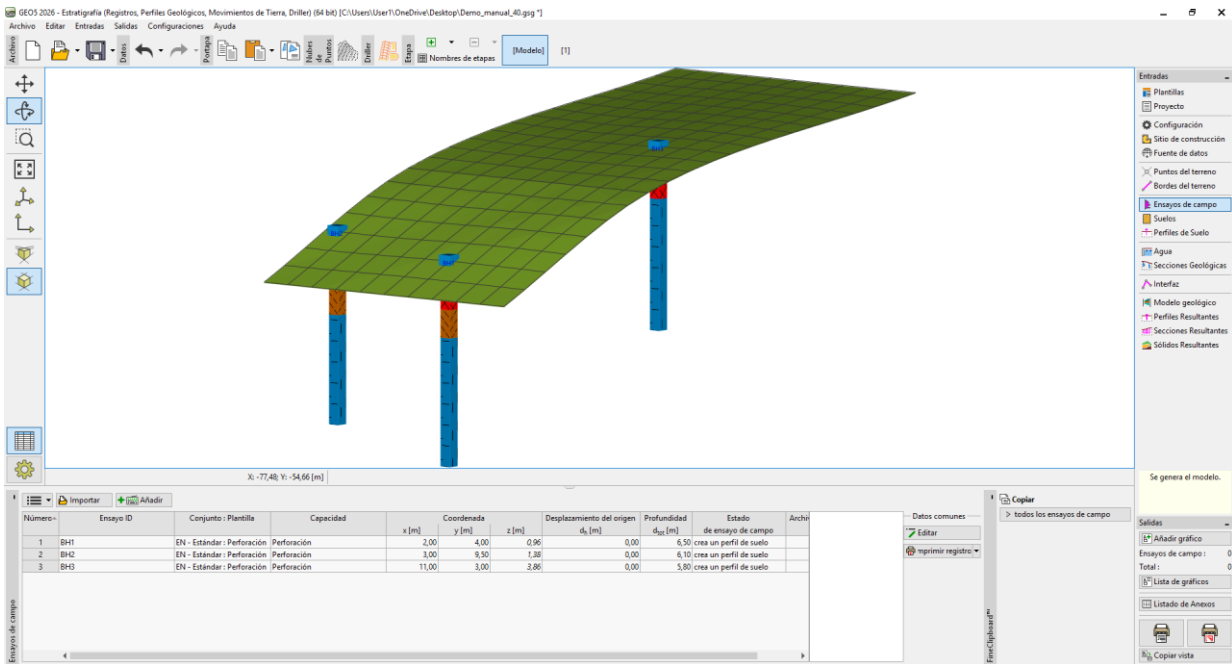 GEO5 2026 - Estratigrafía (Registros, Perfiles Geológicos, Movimientos de Tierra, Driller) (64 bit) [C:\Users\User1\OneDrive\Desktop\Demo_manual_40.gsg *]
Archivo Editar Entradas Salidas Configuraciones Ayuda
Archivo
Datos
Portapa
Nubes de Puntos
Driller
Etapa
Nombres de etapas
[Modelo]
[1]
BH3
BH1
BH2
X: -77,48; Y: -54,66 [m]
Entradas
Plantillas
Proyecto
Configuración
Sitio de construcción
Fuente de datos
Puntos del terreno
Bordes del terreno
Ensayos de campo
Suelos
Perfiles de Suelo
Agua
Secciones Geológicas
Interfaz
Modelo geológico
Perfiles Resultantes
Secciones Resultantes
Sólidos Resultantes
Se genera el modelo.
Ensayos de campo
Importar Añadir
Número Ensayo ID Conjunto : Plantilla Capacidad Coordenada Desplazamiento del origen Profundidad Estado Archiv
x [m] y [m] z [m] dh [m] dtot [m] de ensayo de campo
1 BH1 EN - Estándar : Perforación Perforación 2,00 4,00 0,96 0,00 6,50 crea un perfil de suelo
2 BH2 EN - Estándar : Perforación Perforación 3,00 9,50 1,38 0,00 6,10 crea un perfil de suelo
3 BH3 EN - Estándar : Perforación Perforación 11,00 3,00 3,86 0,00 5,80 crea un perfil de suelo
Datos comunes
Editar
mprimir registro
FineClipboard™
Copiar
> todos los ensayos de campo
Salidas
Añadir gráfico
Ensayos de campo : 0
Total : 0
Lista de gráficos
Listado de Anexos
Copiar vista